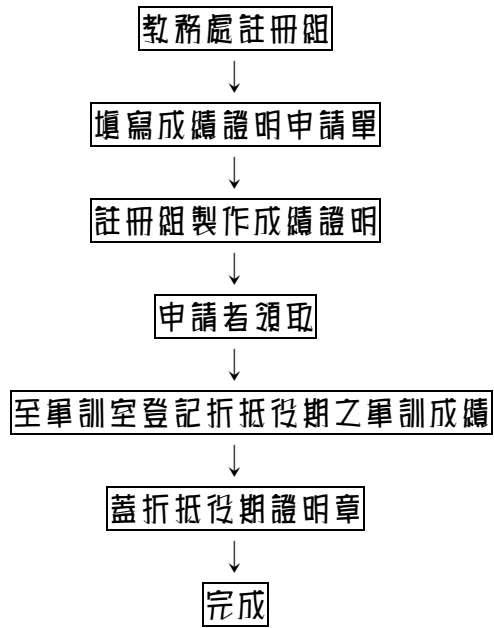 教務處註冊組
填寫成績證明申請單
註冊組製作成績證明
申請者領取
至軍訓室登記折抵役期之軍訓成績
蓋折抵役期證明章
完成